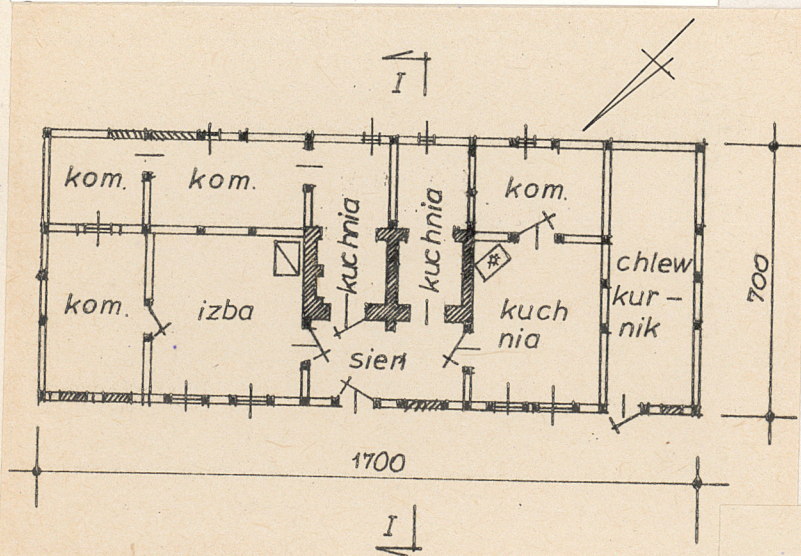 I
kom.
kom.
kuchnia
kuchnia
kom.
chlew
kur-
nik
kom.
izba
kuch
nia
sień
700
1700
I